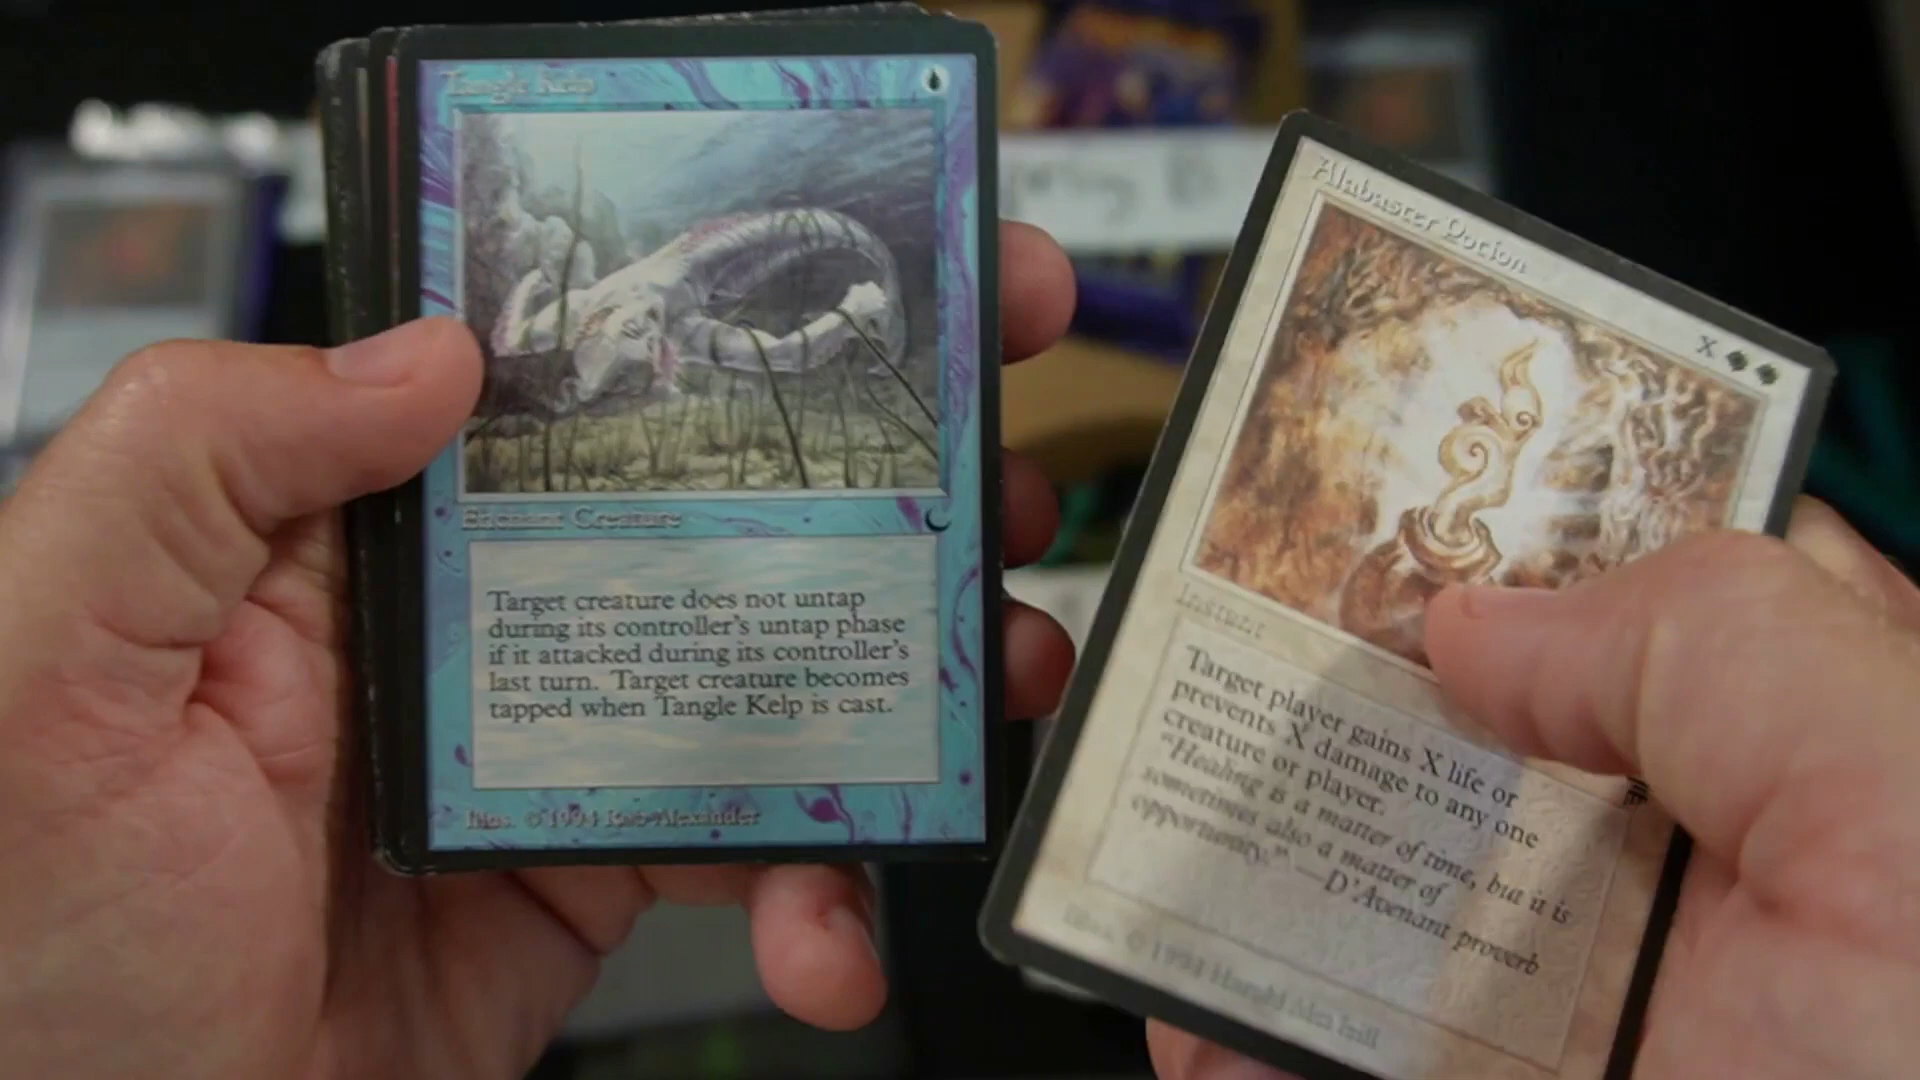 Tangle Kelp
Enchant Creature
Target creature does not untap
during its controller's untap phase
if it attacked during its controller's
last turn. Target creature becomes
tapped when Tangle Kelp is cast.
Illus. © 1994 Rob Alexander
Alabaster Potion
X
Instant
Target player gains X life or
prevents X damage to any one
creature or player.
"Healing is a matter of time, but it is
sometimes also a matter of
opportunity." —D'Avenant proverb
Illus. © 1994 Harold McNeill